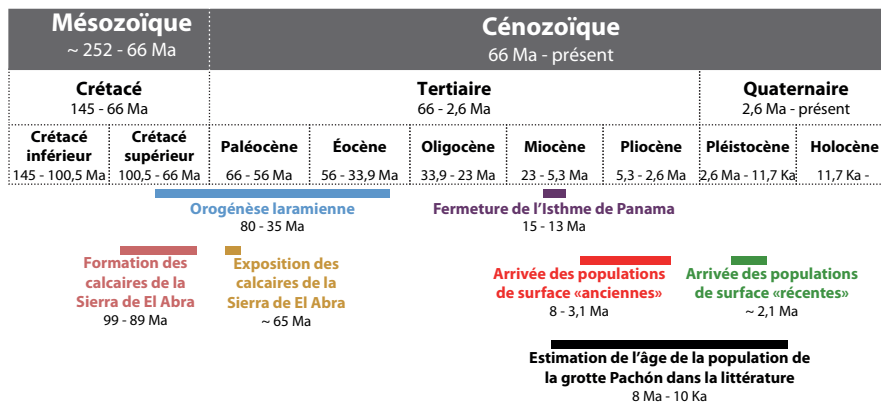 Mésozoïque
~ 252 - 66 Ma
Cénozoïque
66 Ma - présent
Crétacé
145 - 66 Ma
Tertiaire
66 - 2,6 Ma
Quaternaire
2,6 Ma - présent
Crétacé
inférieur
145 - 100,5 Ma
Crétacé
supérieur
100,5 - 66 Ma
Paléocène
66 - 56 Ma
Éocène
56 - 33,9 Ma
Oligocène
33,9 - 23 Ma
Miocène
23 - 5,3 Ma
Pliocène
5,3 - 2,6 Ma
Pléistocène
2,6 Ma - 11,7 Ka
Holocène
11,7 Ka -
Orogénèse laramienne
80 - 35 Ma
Fermeture de l'Isthme de Panama
15 - 13 Ma
Formation des
calcaires de la
Sierra de El Abra
99 - 89 Ma
Exposition des
calcaires de la
Sierra de El Abra
~ 65 Ma
Arrivée des populations
de surface «anciennes»
8 - 3,1 Ma
Arrivée des populations
de surface «récentes»
~ 2,1 Ma
Estimation de l'âge de la population de
la grotte Pachón dans la littérature
8 Ma - 10 Ka